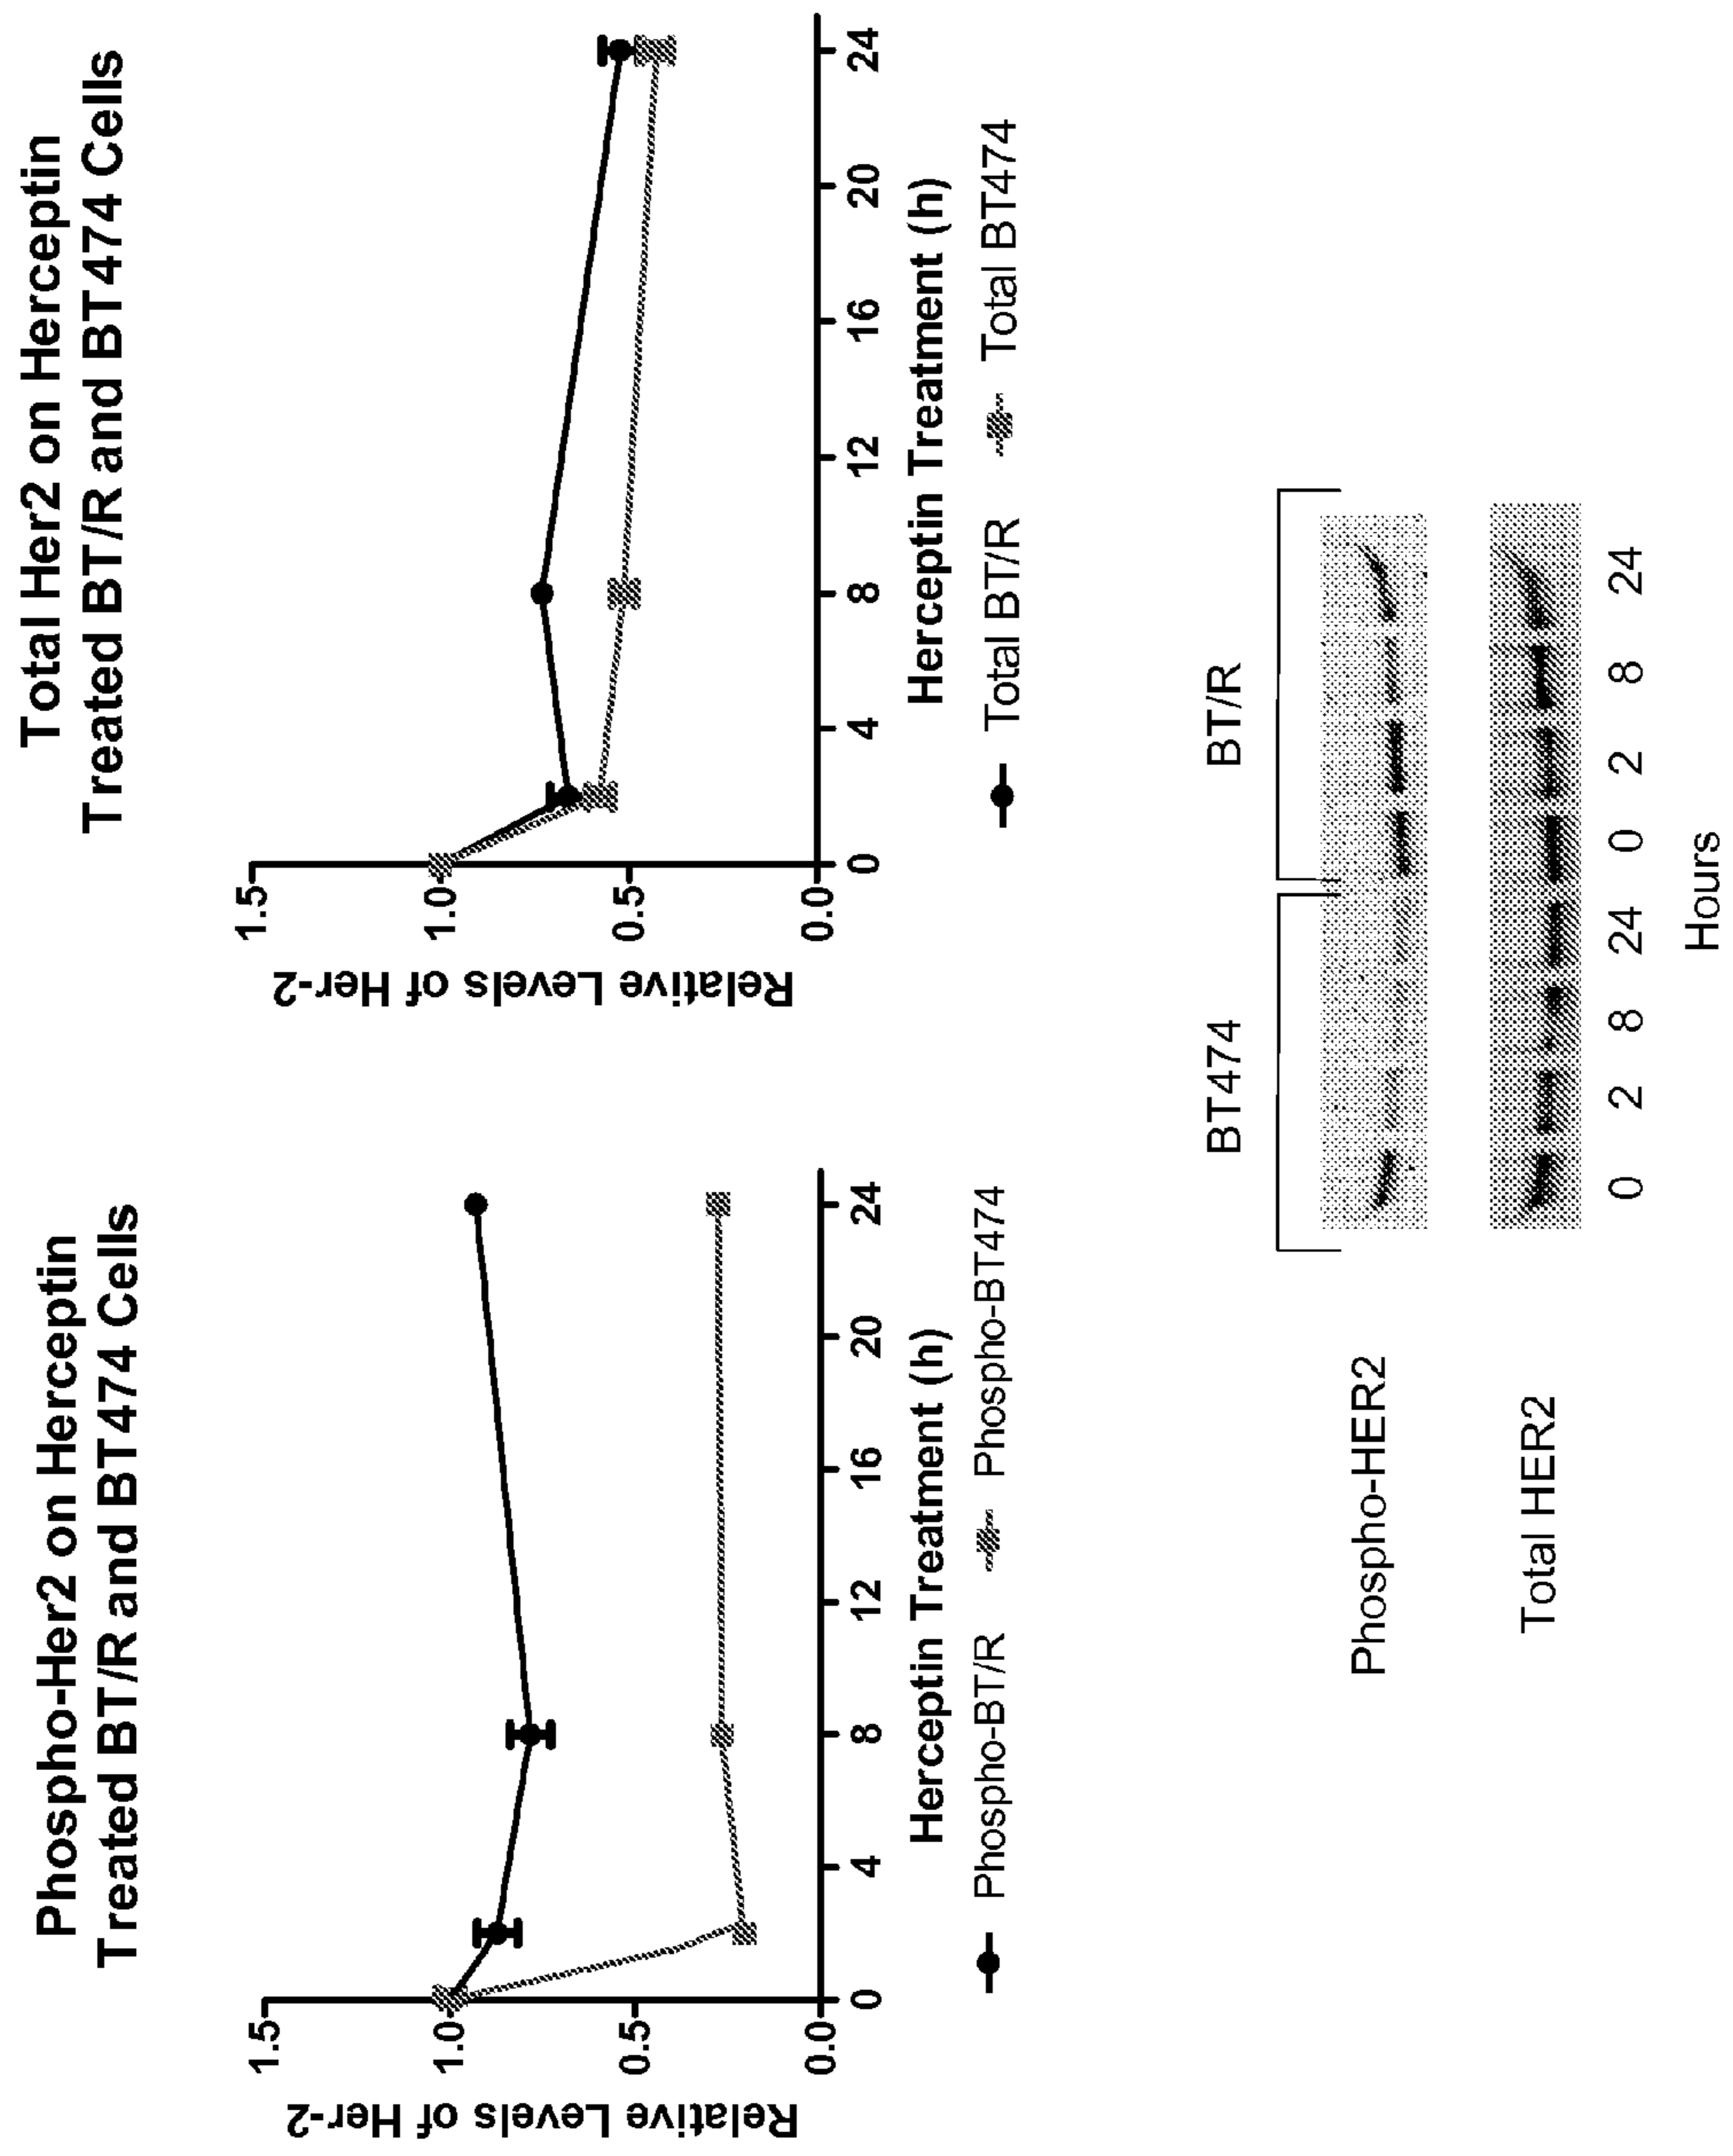 Phospho-Her2 on Herceptin
Treated BT/R and BT474 Cells
Relative Levels of Her-2
1.5
1.0
0.5
0.0
0 4 8 12 16 20 24
Herceptin Treatment (h)
Phospho-BT/R Phospho-BT474
Total Her2 on Herceptin
Treated BT/R and BT474 Cells
Relative Levels of Her-2
1.5
1.0
0.5
0.0
0 4 8 12 16 20 24
Herceptin Treatment (h)
Total BT/R Total BT474
BT474 BT/R
Phospho-HER2
Total HER2
0 2 8 24 0 2 8 24
Hours